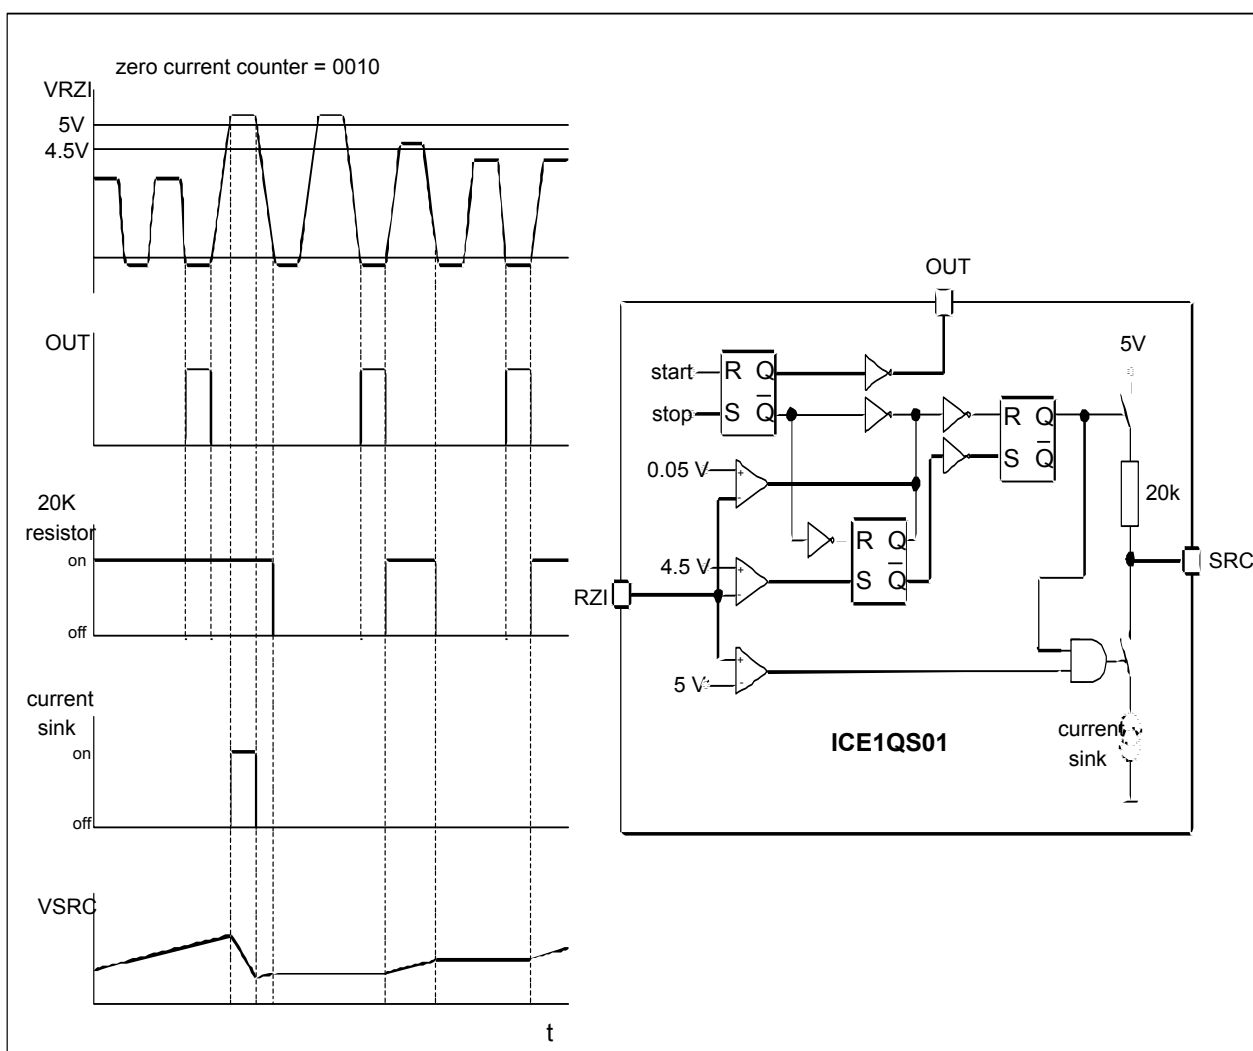 zero current counter = 0010
VRZI
5V
4.5V
OUT
20K
resistor
on
off
current
sink
on
off
VSRC
t
OUT
5V
start
R Q
stop
S Q
R Q
S Q
0.05 V
20k
R Q
4.5 V
S Q
SRC
RZI
5 V
ICE1QS01
current
sink